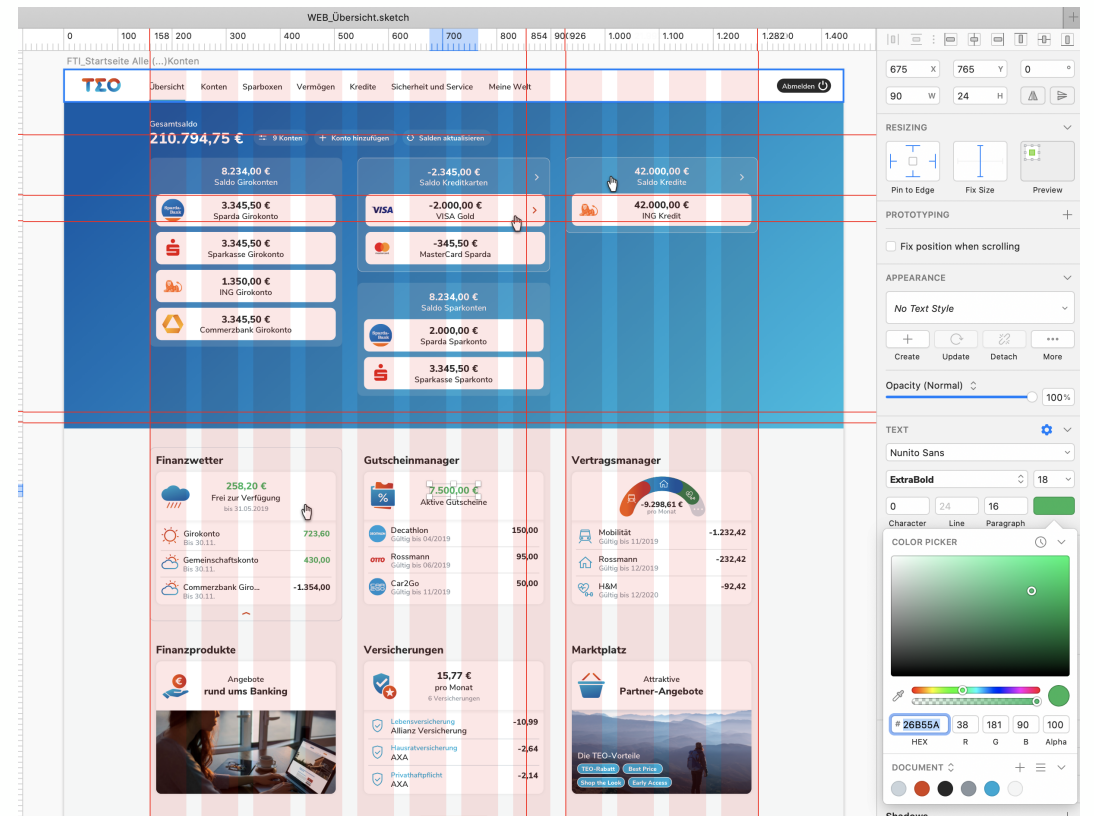 WEB_Übersicht.sketch
0 100 158 200 300 400 500 600 700 800 854 926 1.000 1.100 1.200 1.282 1.400
FTI_Startseite Alle (...)Konten
TEO
Übersicht Konten Sparboxen Vermögen Kredite Sicherheit und Service Meine Welt Abmelden
Gesamtsaldo
210.794,75 €
9 Konten
Konto hinzufügen
Salden aktualisieren
8.234,00 €
Saldo Girokonten
3.345,50 €
Sparda Girokonto
3.345,50 €
Sparkasse Girokonto
1.350,00 €
ING Girokonto
3.345,50 €
Commerzbank Girokonto
-2.345,00 €
Saldo Kreditkarten
VISA
-2.000,00 €
VISA Gold
-345,50 €
MasterCard Sparda
8.234,00 €
Saldo Sparkonten
2.000,00 €
Sparda Sparkonto
3.345,50 €
Sparkasse Sparkonto
42.000,00 €
Saldo Kredite
42.000,00 €
ING Kredit
Finanzwetter
258,20 €
Frei zur Verfügung
bis 31.05.2019
Girokonto 723,60
Bis 30.11.
Gemeinschaftskonto 430,00
Bis 30.11.
Commerzbank Giro... -1.354,00
Bis 30.11.
Gutscheinmanager
%
7.500,00 €
Aktive Gutscheine
Decathlon 150,00
Gültig bis 04/2019
OTTO
Rossmann 95,00
Gültig bis 06/2019
Car2Go 50,00
Gültig bis 11/2019
Vertragsmanager
-9.298,61 €
pro Monat
Mobilität -1.232,42
Gültig bis 11/2019
Rossmann -232,42
Gültig bis 12/2019
H&M -92,42
Gültig bis 12/2020
Finanzprodukte
€
Angebote
rund ums Banking
Versicherungen
15,77 €
pro Monat
6 Versicherungen
Lebensversicherung
Allianz Versicherung -10,99
Hausratversicherung
AXA -2,64
Privathaftpflicht
AXA -2,14
Marktplatz
Attraktive
Partner-Angebote
Die TEO-Vorteile
TEO-Rabatt Best Price
Shop the Look Early Access
675 X 765 Y 0 °
90 W 24 H
RESIZING
Pin to Edge Fix Size Preview
PROTOTYPING
Fix position when scrolling
APPEARANCE
No Text Style
Create Update Detach More
Opacity (Normal)
100%
TEXT
Nunito Sans
ExtraBold 18
0 24 16
Character Line Paragraph
COLOR PICKER
# 26B55A 38 181 90 100
HEX R G B Alpha
DOCUMENT
Shadows